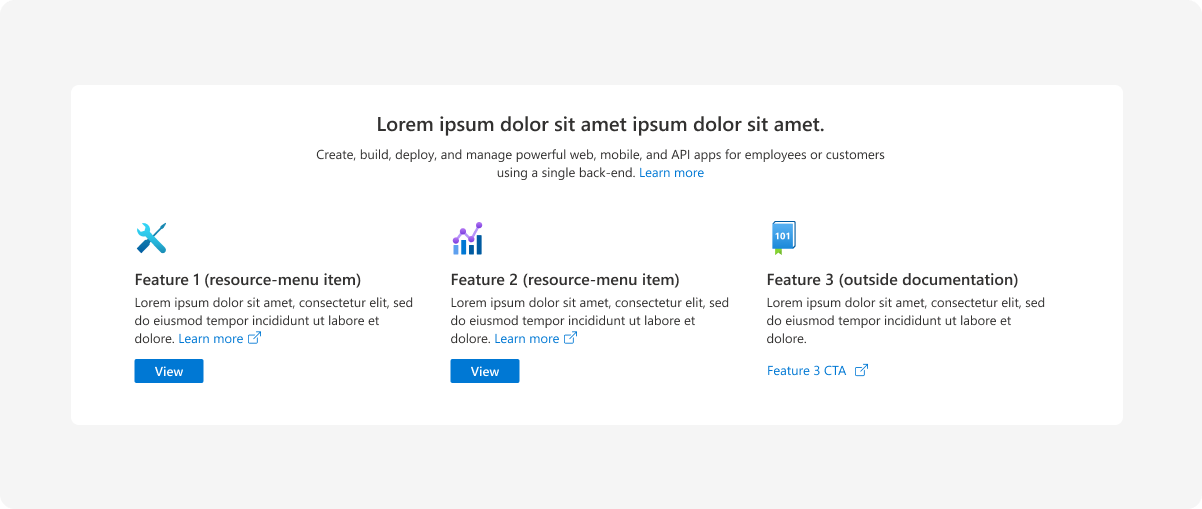 Lorem ipsum dolor sit amet ipsum dolor sit amet.
Create, build, deploy, and manage powerful web, mobile, and API apps for employees or customers
using a single back-end. Learn more
101
Feature 1 (resource-menu item)
Lorem ipsum dolor sit amet, consectetur elit, sed
do eiusmod tempor incididunt ut labore et
dolore. Learn more
View
Feature 2 (resource-menu item)
Lorem ipsum dolor sit amet, consectetur elit, sed
do eiusmod tempor incididunt ut labore et
dolore. Learn more
View
Feature 3 (outside documentation)
Lorem ipsum dolor sit amet, consectetur elit, sed
do eiusmod tempor incididunt ut labore et
dolore.
Feature 3 CTA